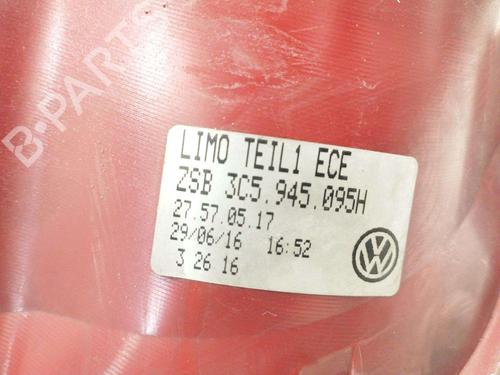 B-PARTS
LIMO TEIL1 ECE
ZSB 3C5.945.095H
27.57.05.17
29/06/16 16:52
3 26 16